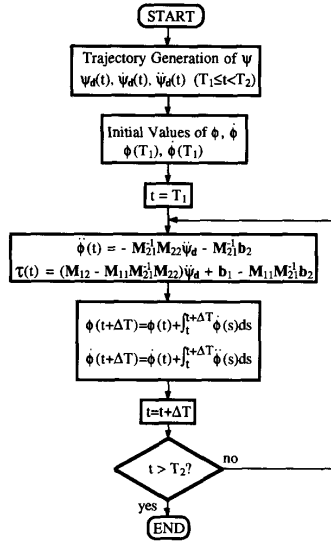 START
Trajectory Generation of ψ
ψd(t), ψ̇d(t), ψ̈d(t) (T1≤t<T2)
Initial Values of ϕ, ϕ̇
ϕ(T1), ϕ̇(T1)
t = T1
ϕ̈(t) = - M21⁻¹M22ψ̈d - M21⁻¹b2
τ(t) = (M12 - M11M21⁻¹M22)ψ̈d + b1 - M11M21⁻¹b2
ϕ(t+ΔT)=ϕ(t)+∫t^t+ΔT ϕ̇(s)ds
ϕ̇(t+ΔT)=ϕ̇(t)+∫t^t+ΔT ϕ̈(s)ds
t=t+ΔT
t > T2?
no
yes
END